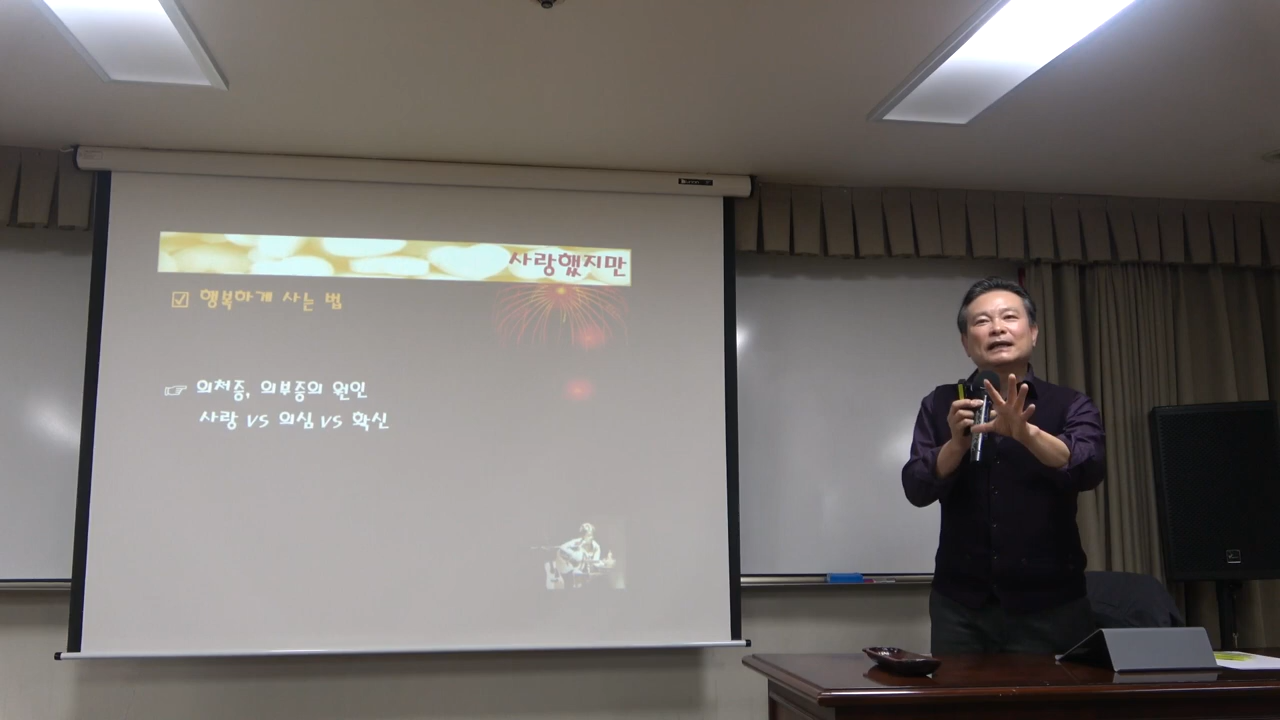 사랑했지만
☑ 행복하게 사는 법
☞ 의처증, 의부증의 원인
사랑 vs 의심 vs 확신